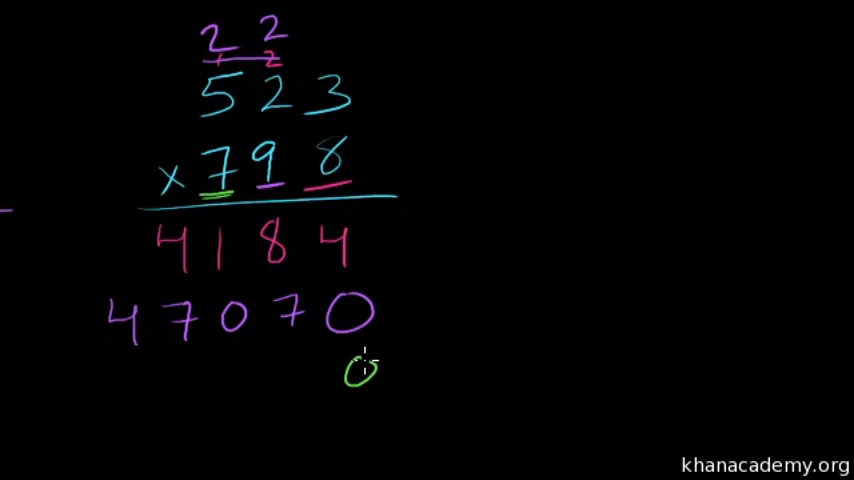 2 2
1 2
5 2 3
x 7 9 8
4 1 8 4
4 7 0 7 0
0
khanacademy.org